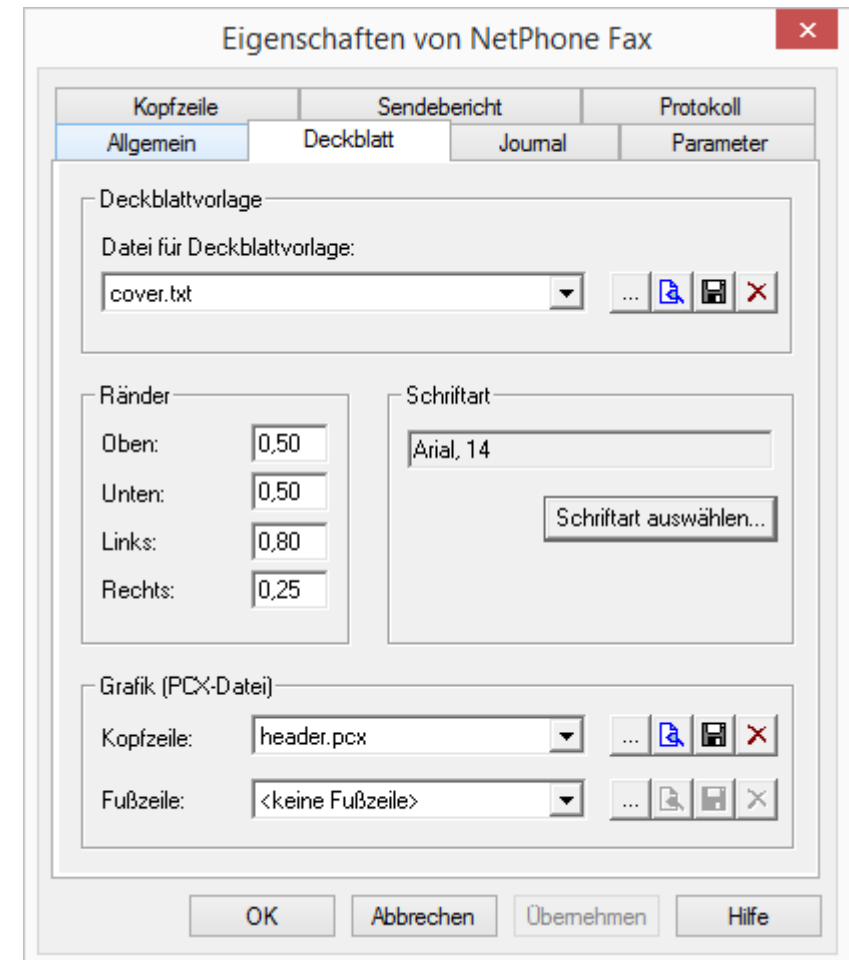 Eigenschaften von NetPhone Fax
Kopfzeile Sendebericht Protokoll
Allgemein Deckblatt Journal Parameter
Deckblattvorlage
Datei für Deckblattvorlage:
cover.txt ...
Ränder
Oben: 0,50
Unten: 0,50
Links: 0,80
Rechts: 0,25
Schriftart
Arial, 14
Schriftart auswählen...
Grafik (PCX-Datei)
Kopfzeile: header.pcx ...
Fußzeile: <keine Fußzeile> ...
OK Abbrechen Übernehmen Hilfe